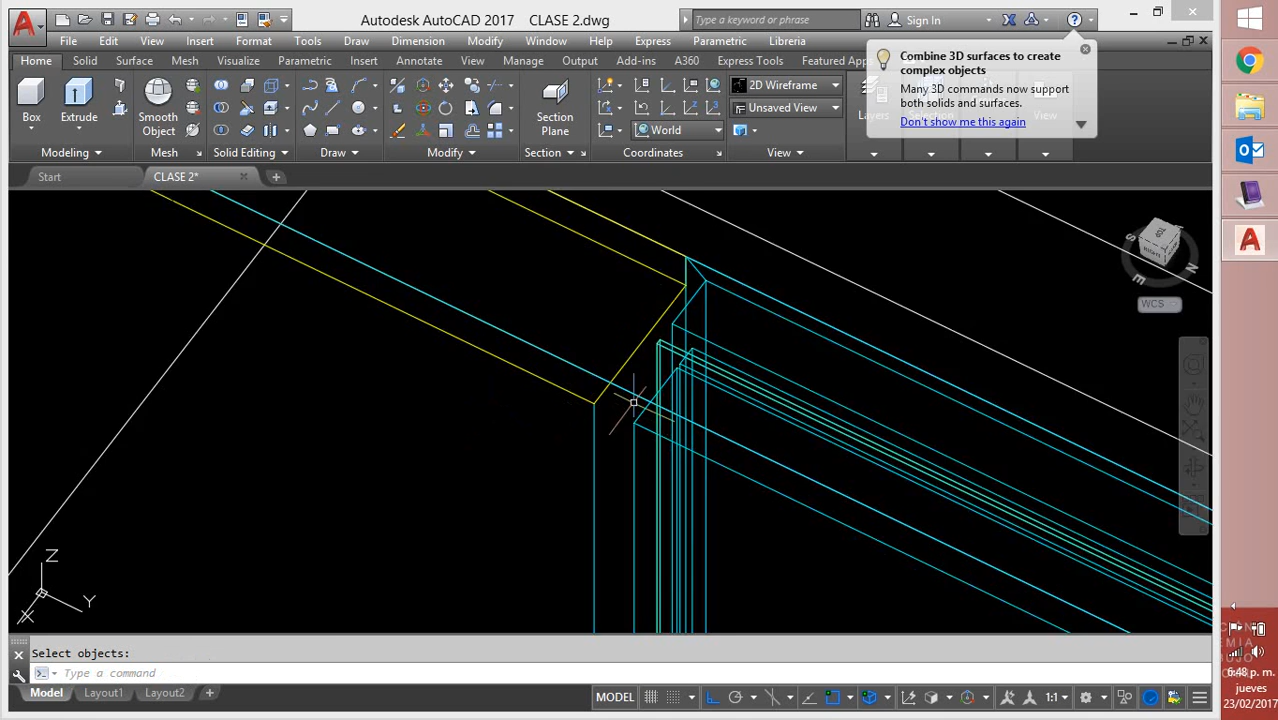 Autodesk AutoCAD 2017 CLASE 2.dwg
Type a keyword or phrase
Sign In
File Edit View Insert Format Tools Draw Dimension Modify Window Express Parametric Libreria
Home Solid Surface Mesh Visualize Parametric Insert Annotate View Manage Output Add-ins A360 Express Tools Featured Apps
Combine 3D surfaces to create
complex objects
Many 3D commands now support
both solids and surfaces.
Don't show me this again
Box
Extrude
Smooth
Object
Section
Plane
World
2D Wireframe
Unsaved View
Layers
Selection
View
Modeling
Mesh
Solid Editing
Draw
Modify
Section
Coordinates
View
Start
CLASE 2*
TOP
S
E
N
WCS
Z
Y
X
Select objects:
Type a command
Model Layout1 Layout2
MODEL
1:1
6:48 p. m.
jueves
23/02/2017